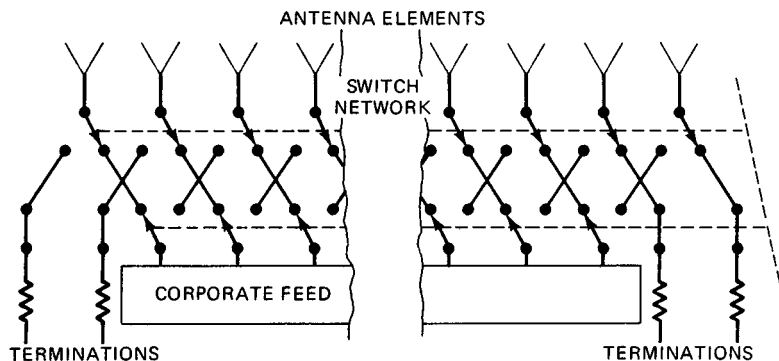 ANTENNA ELEMENTS
SWITCH
NETWORK
CORPORATE FEED
TERMINATIONS
TERMINATIONS